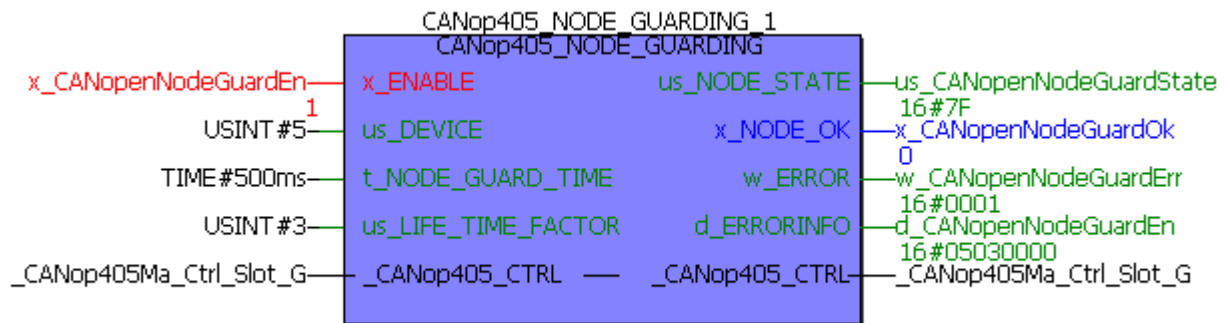 CANop405_NODE_GUARDING_1
CANop405_NODE_GUARDING
x_CANopenNodeGuardEn x_ENABLE us_NODE_STATE us_CANopenNodeGuardState
1 16#7F
USINT#5 us_DEVICE x_NODE_OK x_CANopenNodeGuardOk
0
TIME#500ms t_NODE_GUARD_TIME w_ERROR w_CANopenNodeGuardErr
16#0001
USINT#3 us_LIFE_TIME_FACTOR d_ERRORINFO d_CANopenNodeGuardEn
16#05030000
_CANop405Ma_Ctrl_Slot_G _CANop405_CTRL _CANop405_CTRL _CANop405Ma_Ctrl_Slot_G